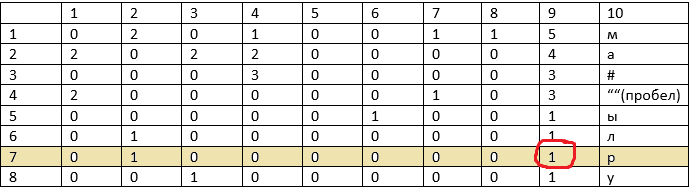 1 2 3 4 5 6 7 8 9 10
1 0 2 0 1 0 0 1 1 5 м
2 2 0 2 2 0 0 0 0 4 а
3 0 0 0 3 0 0 0 0 3 #
4 2 0 0 0 0 0 1 0 3 ““(пробел)
5 0 0 0 0 0 1 0 0 1 ы
6 0 1 0 0 0 0 0 0 1 л
7 0 1 0 0 0 0 0 0 1 р
8 0 0 1 0 0 0 0 0 1 у